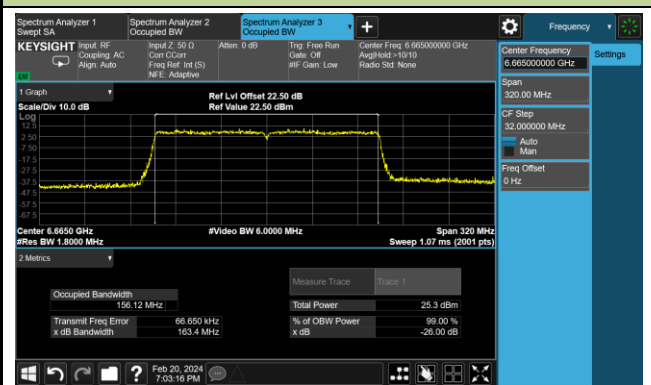 Spectrum Analyzer 1
Swept SA
Spectrum Analyzer 2
Occupied BW
Spectrum Analyzer 3
Occupied BW
Frequency
KEYSIGHT
Input: RF
Coupling: AC
Align: Auto
Input Z: 50 Ω
Corr CCorr
Freq Ref: Int (S)
NFE: Adaptive
Atten: 0 dB
Trig: Free Run
Gate: Off
#IF Gain: Low
Center Freq: 6.665000000 GHz
Avg|Hold:>10/10
Radio Std: None
1 Graph
Scale/Div 10.0 dB
Ref Lvl Offset 22.50 dB
Ref Value 22.50 dBm
Log
12.5
2.50
-7.50
-17.5
-27.5
-37.5
-47.5
-57.5
-67.5
Center 6.6650 GHz
#Res BW 1.8000 MHz
#Video BW 6.0000 MHz
Span 320 MHz
Sweep 1.07 ms (2001 pts)
2 Metrics
Measure Trace
Trace 1
Occupied Bandwidth
156.12 MHz
Total Power
25.3 dBm
Transmit Freq Error
66.650 kHz
% of OBW Power
99.00 %
x dB Bandwidth
163.4 MHz
x dB
-26.00 dB
Center Frequency
6.665000000 GHz
Settings
Span
320.00 MHz
CF Step
32.000000 MHz
Auto
Man
Freq Offset
0 Hz
Feb 20, 2024
7:03:16 PM